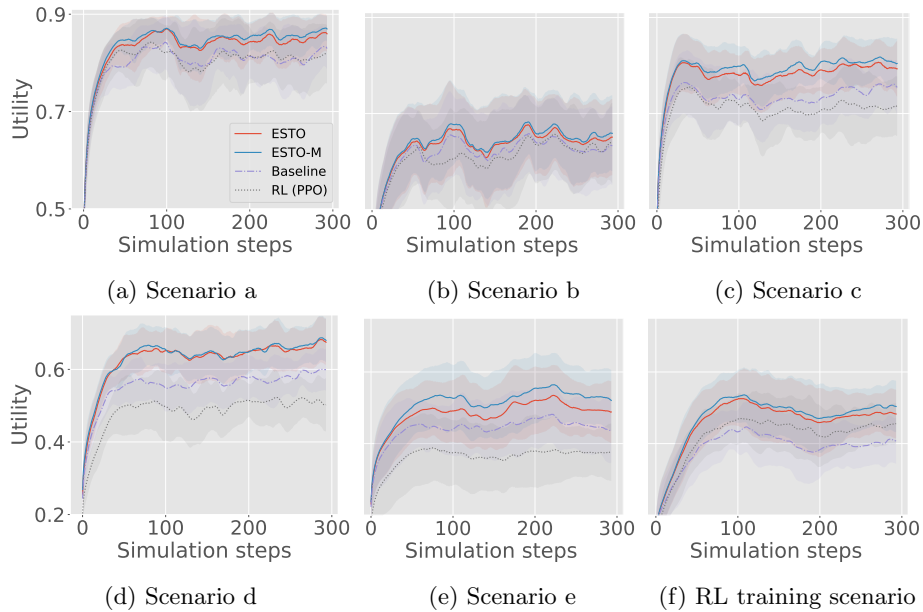 0.9
0.7
0.5
Utility
ESTO
ESTO-M
Baseline
RL (PPO)
0 100 200 300
Simulation steps
0 100 200 300
Simulation steps
0 100 200 300
Simulation steps
(a) Scenario a
(b) Scenario b
(c) Scenario c
0.6
0.4
0.2
Utility
0 100 200 300
Simulation steps
0 100 200 300
Simulation steps
0 100 200 300
Simulation steps
(d) Scenario d
(e) Scenario e
(f) RL training scenario